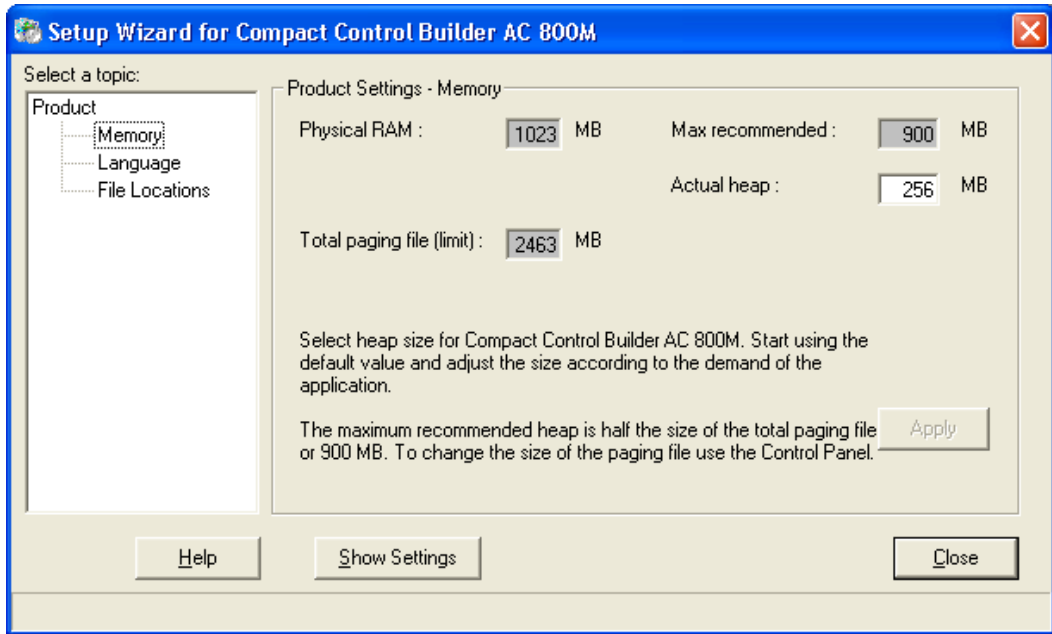 Setup Wizard for Compact Control Builder AC 800M
Select a topic:
Product
Memory
Language
File Locations
Product Settings - Memory
Physical RAM : 1023 MB
Max recommended : 900 MB
Actual heap : 256 MB
Total paging file (limit) : 2463 MB
Select heap size for Compact Control Builder AC 800M. Start using the
default value and adjust the size according to the demand of the
application.
The maximum recommended heap is half the size of the total paging file
or 900 MB. To change the size of the paging file use the Control Panel.
Apply
Help
Show Settings
Close